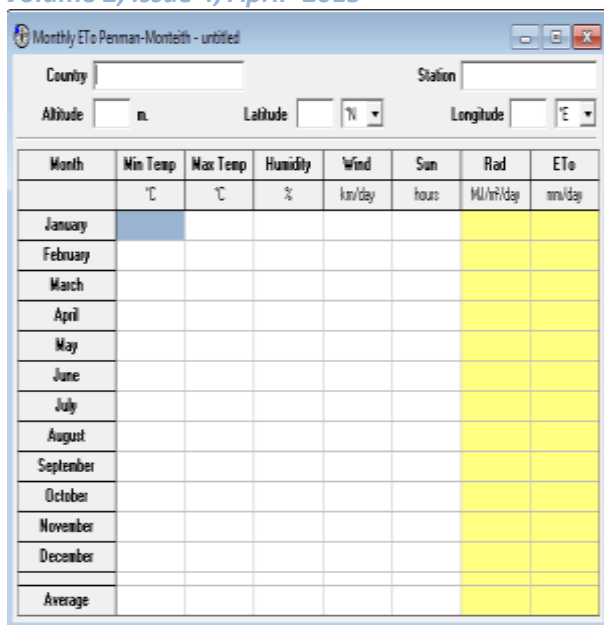 Volume 2, Issue 4, April 2015
Monthly ETo Penman-Monteith - untitled
Country Station
Altitude m. Latitude °N Longitude °E
Month Min Temp Max Temp Humidity Wind Sun Rad ETo
°C °C % km/day hours MJ/m²/day mm/day
January
February
March
April
May
June
July
August
September
October
November
December
Average